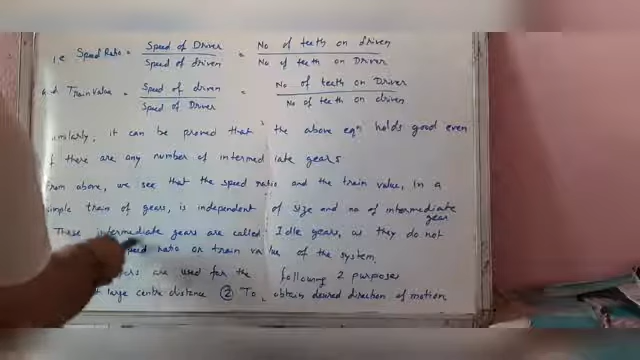 i.e Speed Ratio = Speed of Driver / Speed of driven = No of teeth on driven / No of teeth on Driver
Train value = Speed of driven / Speed of Driver = No of teeth on Driver / No of teeth on driven
it can be proved that the above eqn holds good even
if there are any number of intermediate gears
from above, we see that the speed ratio and the train value, in a
simple train of gears, is independent of size and no of intermediate gear
These intermediate gears are called Idle gears, as they do not
speed ratio or train value of the system.
are used for the following 2 purposes
large centre distance ② To obtain desired direction of motion